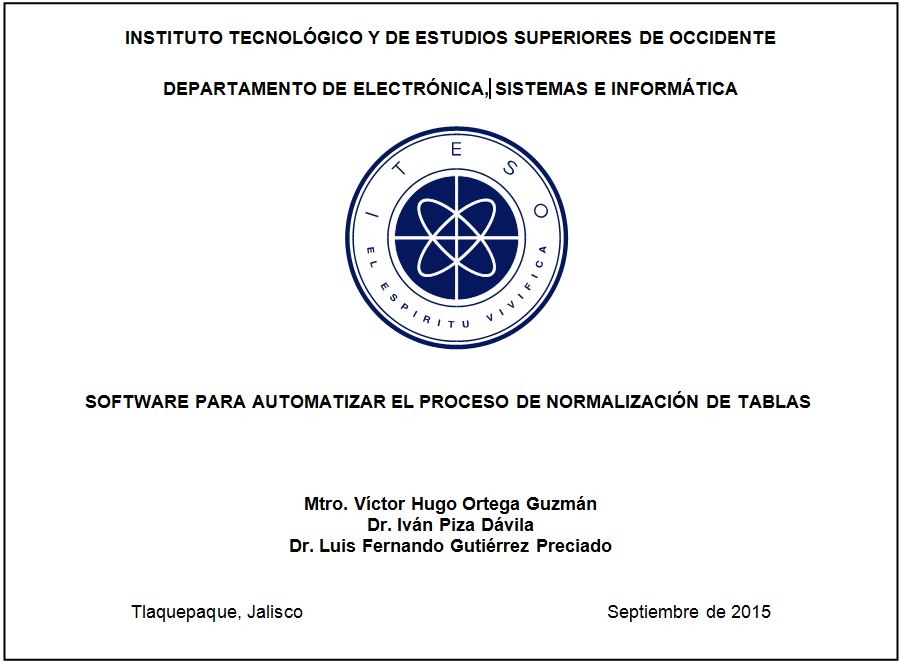 INSTITUTO TECNOLÓGICO Y DE ESTUDIOS SUPERIORES DE OCCIDENTE
DEPARTAMENTO DE ELECTRÓNICA, SISTEMAS E INFORMÁTICA
ITESO
EL ESPIRITU VIVIFICA
SOFTWARE PARA AUTOMATIZAR EL PROCESO DE NORMALIZACIÓN DE TABLAS
Mtro. Víctor Hugo Ortega Guzmán
Dr. Iván Piza Dávila
Dr. Luis Fernando Gutiérrez Preciado
Tlaquepaque, Jalisco Septiembre de 2015